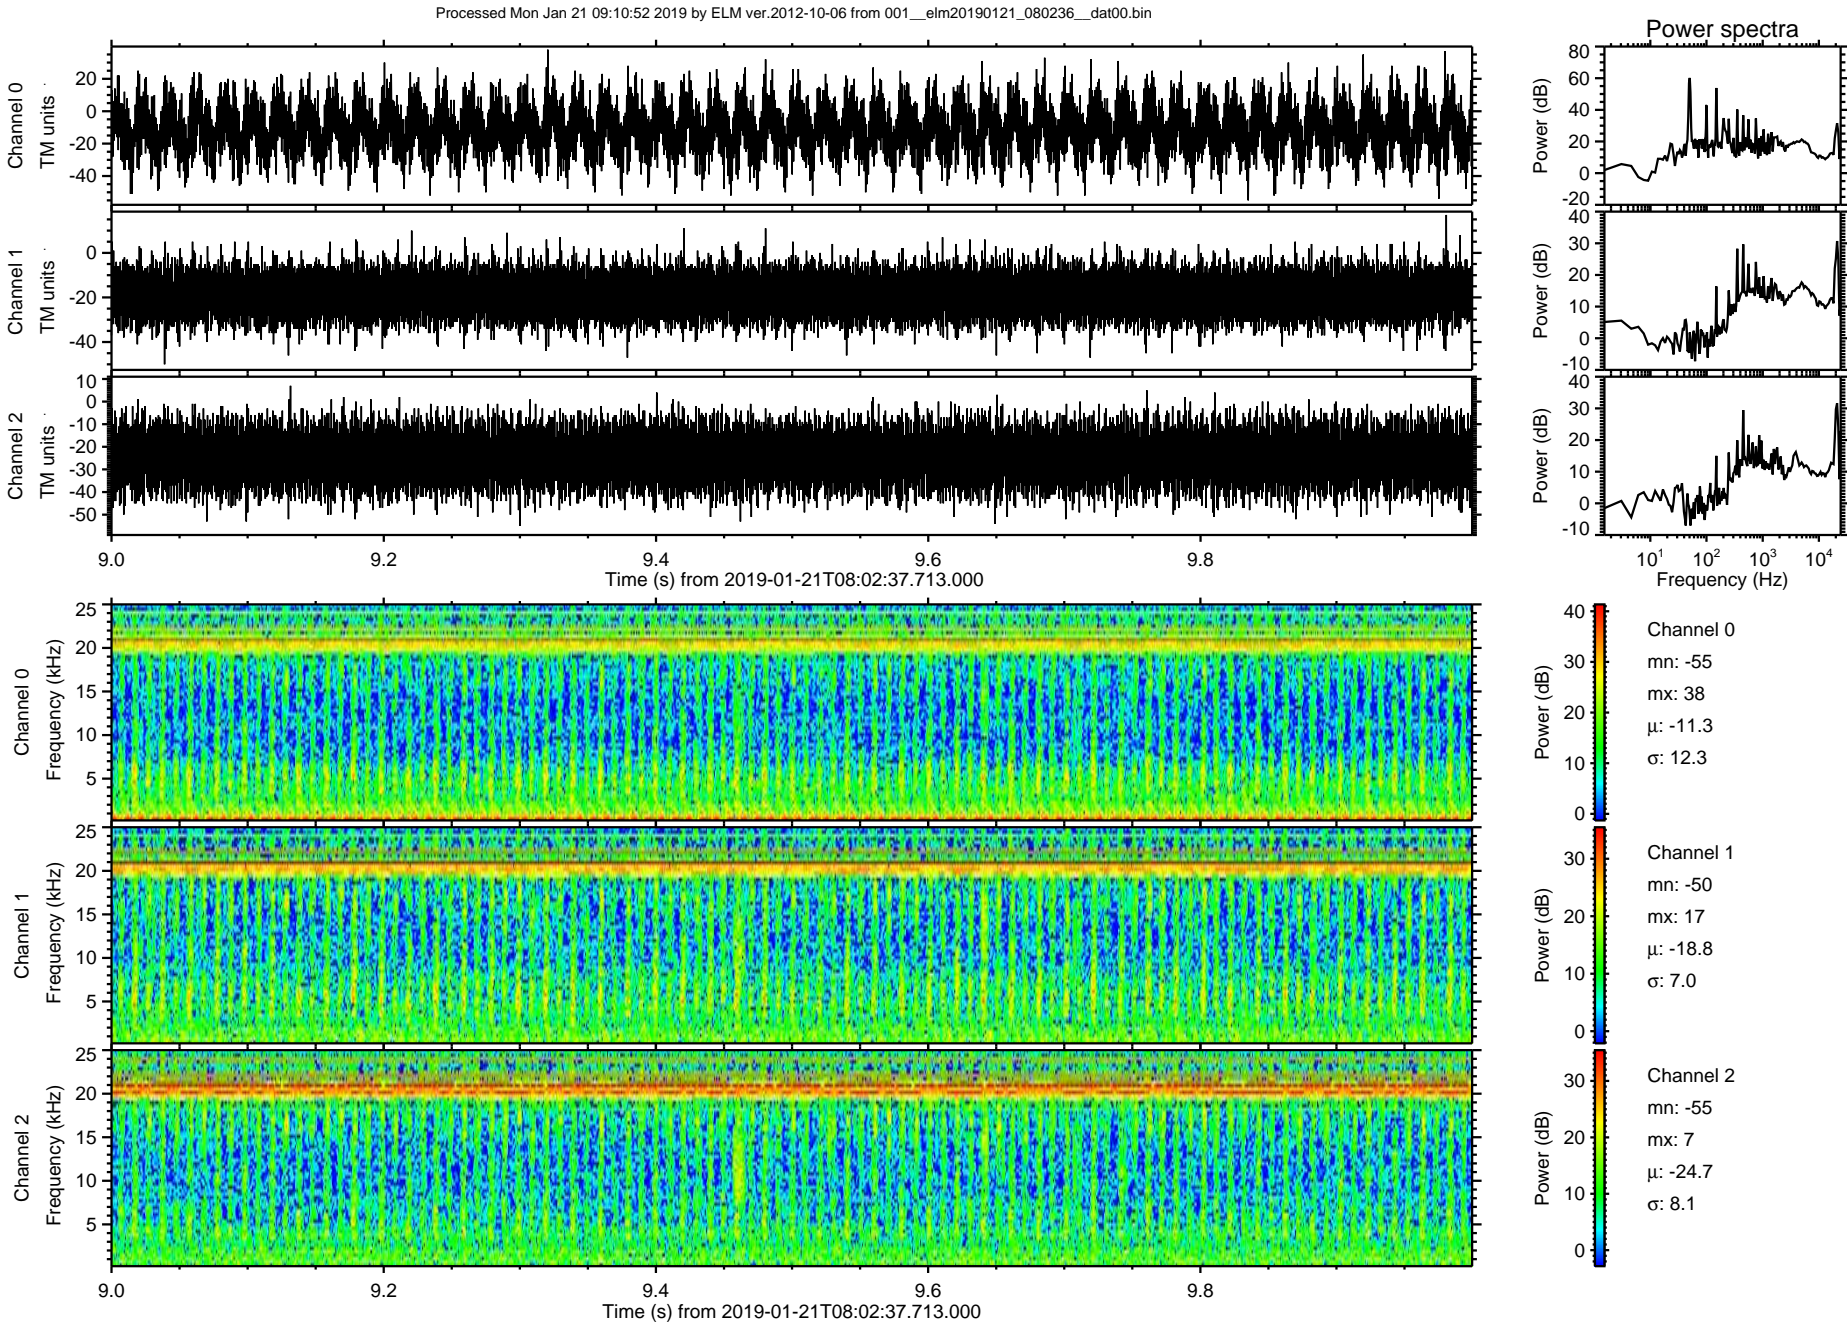 Processed Mon Jan 21 09:10:52 2019 by ELM ver.2012-10-06 from 001__elm20190121_080236__dat00.bin
Power spectra
Channel 0
TM units
20
0
-20
-40
Power (dB)
80
60
40
20
0
-20
Channel 1
TM units
0
-20
-40
Power (dB)
40
30
20
10
0
-10
Channel 2
TM units
10
0
-10
-20
-30
-40
-50
Power (dB)
40
30
20
10
0
-10
9.0 9.2 9.4 9.6 9.8
Time (s) from 2019-01-21T08:02:37.713.000
10^1 10^2 10^3 10^4
Frequency (Hz)
Channel 0
Frequency (kHz)
25
20
15
10
5
Power (dB)
40
30
20
10
0
Channel 0
mn: -55
mx: 38
μ: -11.3
σ: 12.3
Channel 1
Frequency (kHz)
25
20
15
10
5
Power (dB)
30
20
10
0
Channel 1
mn: -50
mx: 17
μ: -18.8
σ: 7.0
Channel 2
Frequency (kHz)
25
20
15
10
5
Power (dB)
30
20
10
0
Channel 2
mn: -55
mx: 7
μ: -24.7
σ: 8.1
9.0 9.2 9.4 9.6 9.8
Time (s) from 2019-01-21T08:02:37.713.000